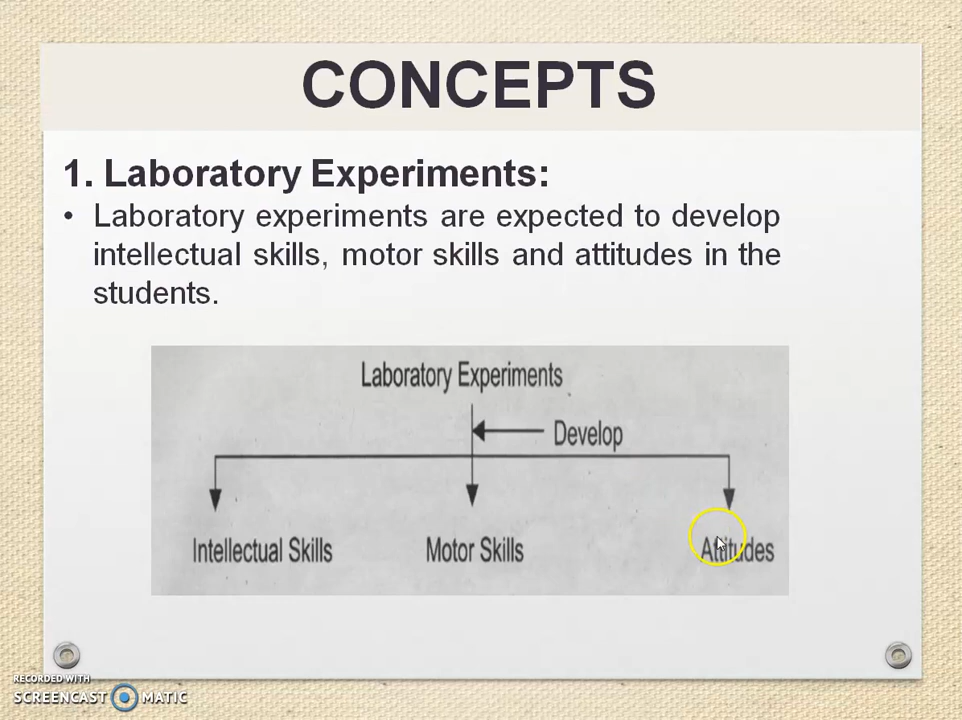 CONCEPTS
1. Laboratory Experiments:
• Laboratory experiments are expected to develop
intellectual skills, motor skills and attitudes in the
students.
Laboratory Experiments
Develop
Intellectual Skills Motor Skills Attitudes
RECORDED WITH
SCREENCAST MATIC